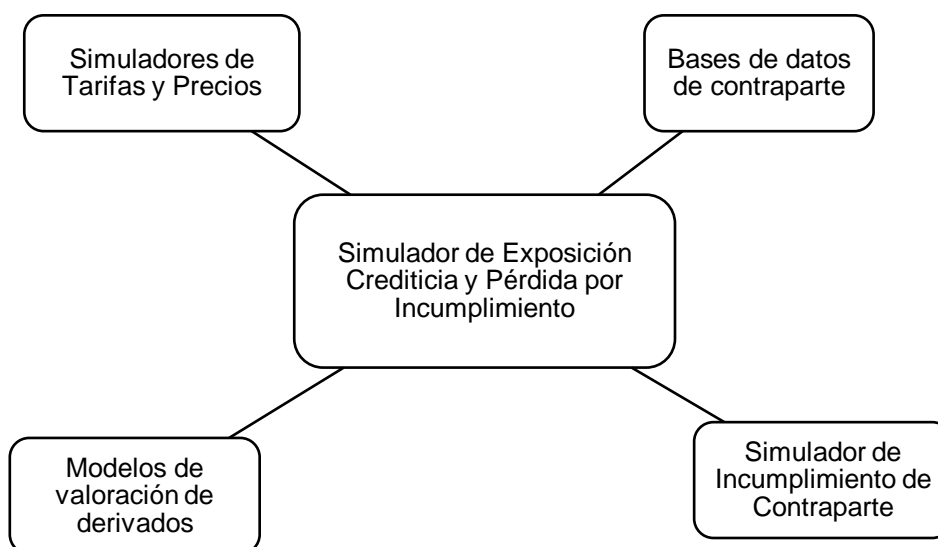 Simuladores de
Tarifas y Precios
Bases de datos
de contraparte
Simulador de Exposición
Crediticia y Pérdida por
Incumplimiento
Modelos de
valoración de
derivados
Simulador de
Incumplimiento de
Contraparte